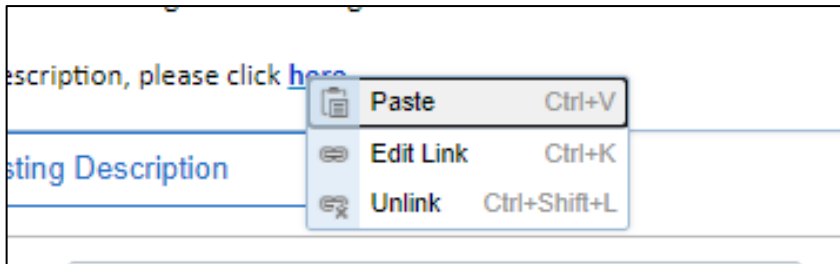 escription, please click here
Paste Ctrl+V
Edit Link Ctrl+K
sting Description
Unlink Ctrl+Shift+L